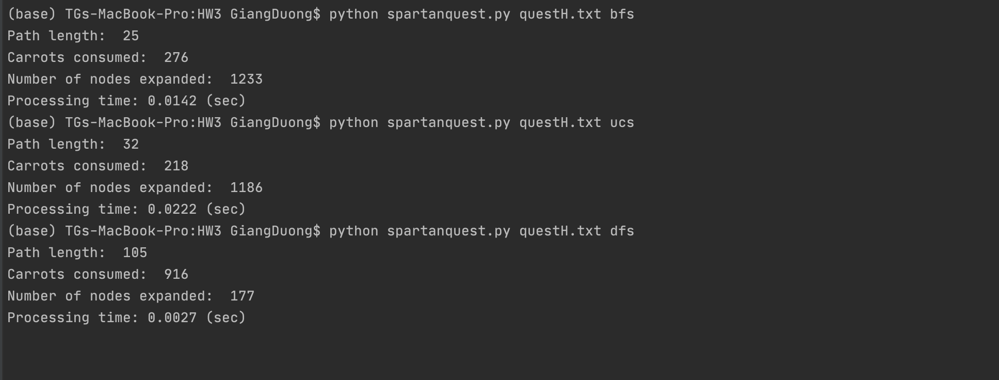 (base) TGs-MacBook-Pro:HW3 GiangDuong$ python spartanquest.py questH.txt bfs
Path length:  25
Carrots consumed:  276
Number of nodes expanded:  1233
Processing time: 0.0142 (sec)
(base) TGs-MacBook-Pro:HW3 GiangDuong$ python spartanquest.py questH.txt ucs
Path length:  32
Carrots consumed:  218
Number of nodes expanded:  1186
Processing time: 0.0222 (sec)
(base) TGs-MacBook-Pro:HW3 GiangDuong$ python spartanquest.py questH.txt dfs
Path length:  105
Carrots consumed:  916
Number of nodes expanded:  177
Processing time: 0.0027 (sec)